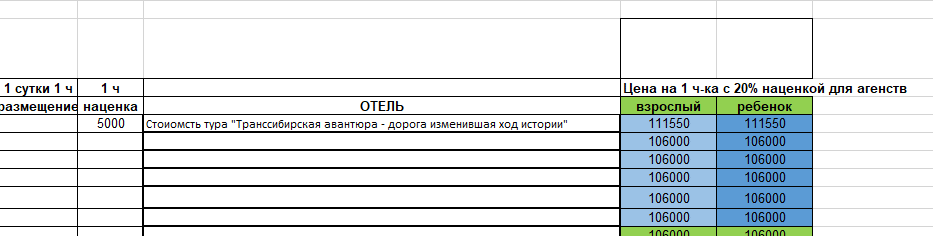 1 сутки 1 ч 1 ч Цена на 1 ч-ка с 20% наценкой для агенств
размещение наценка ОТЕЛЬ взрослый ребенок
5000 Стоиомсть тура "Транссибирская авантюра - дорога изменившая ход истории" 111550 111550
106000 106000
106000 106000
106000 106000
106000 106000
106000 106000
106000 106000